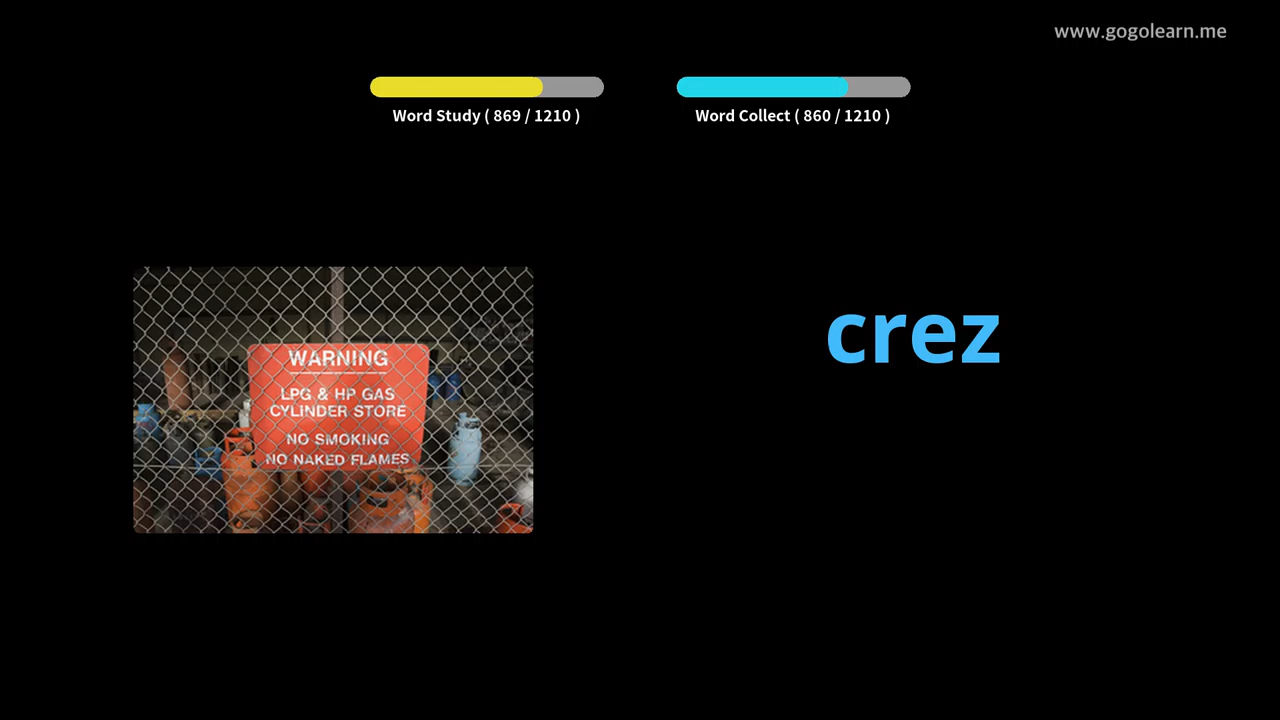 www.gogolearn.me
Word Study ( 869 / 1210 )
Word Collect ( 860 / 1210 )
WARNING
LPG & HP GAS
CYLINDER STORE
NO SMOKING
NO NAKED FLAMES
crez